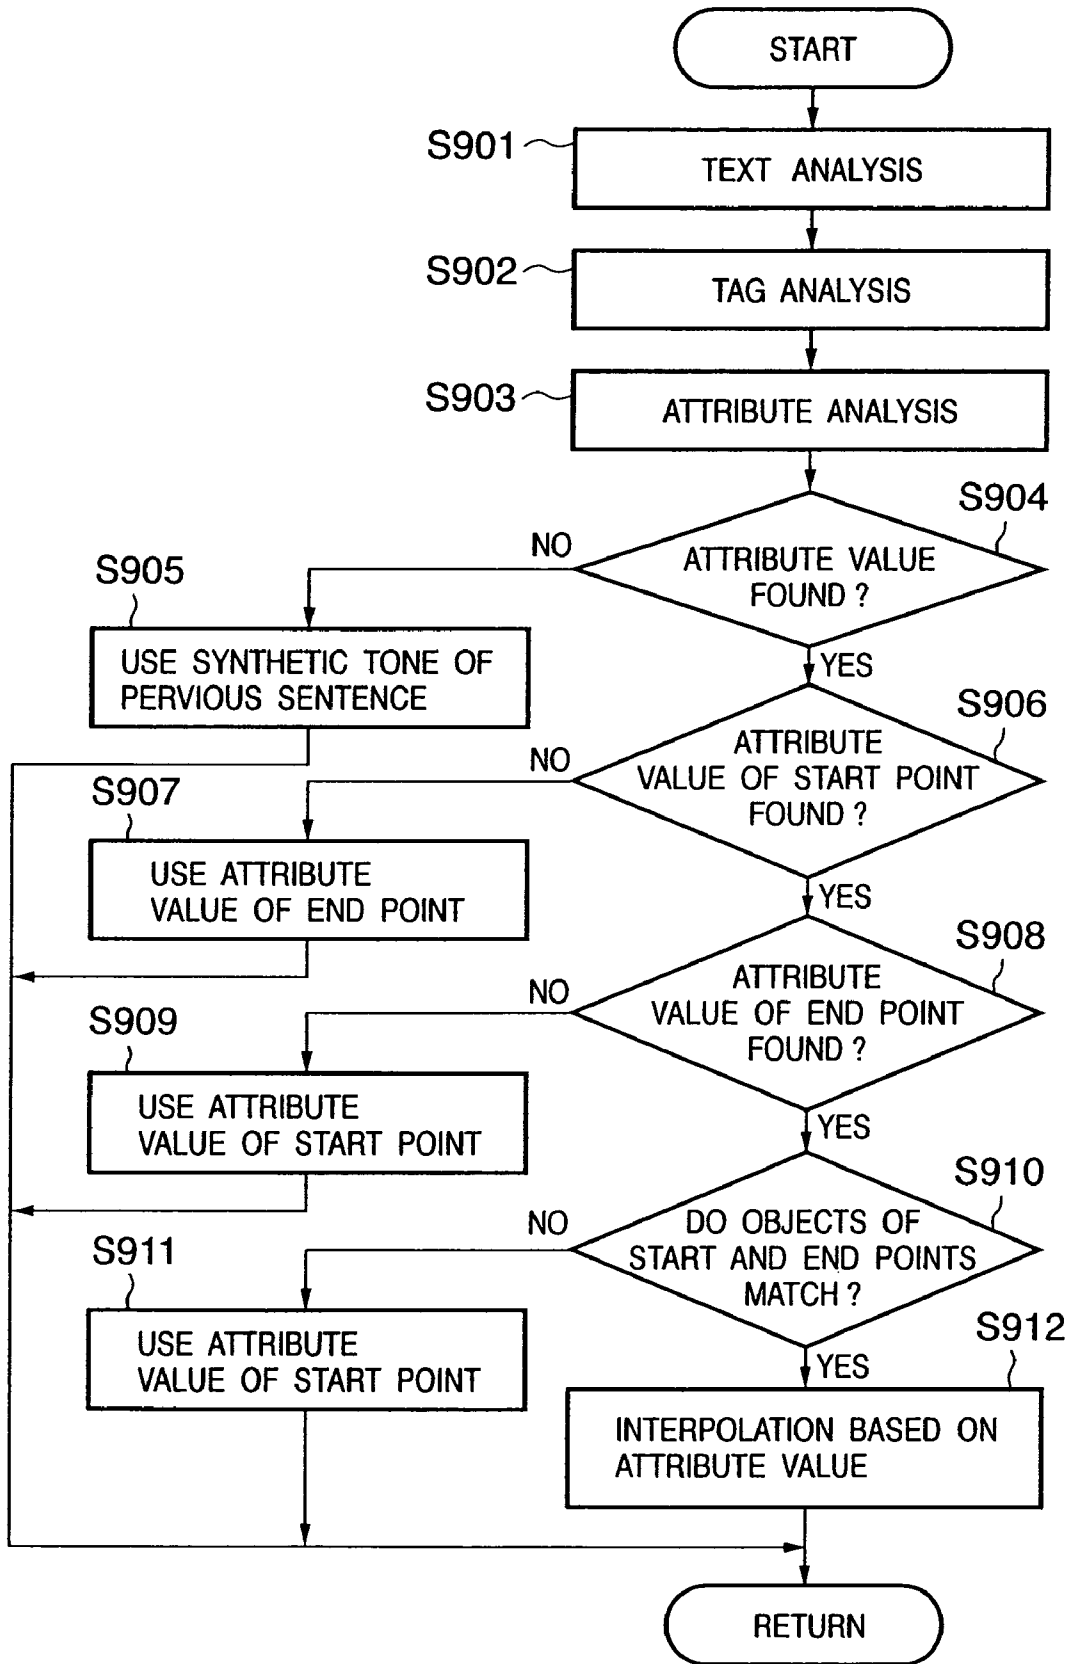 START
S901
TEXT ANALYSIS
S902
TAG ANALYSIS
S903
ATTRIBUTE ANALYSIS
S904
ATTRIBUTE VALUE
FOUND ?
NO
YES
S905
USE SYNTHETIC TONE OF
PERVIOUS SENTENCE
S906
ATTRIBUTE
VALUE OF START POINT
FOUND ?
NO
YES
S907
USE ATTRIBUTE
VALUE OF END POINT
S908
ATTRIBUTE
VALUE OF END POINT
FOUND ?
NO
YES
S909
USE ATTRIBUTE
VALUE OF START POINT
S910
DO OBJECTS OF
START AND END POINTS
MATCH ?
NO
YES
S911
USE ATTRIBUTE
VALUE OF START POINT
S912
INTERPOLATION BASED ON
ATTRIBUTE VALUE
RETURN